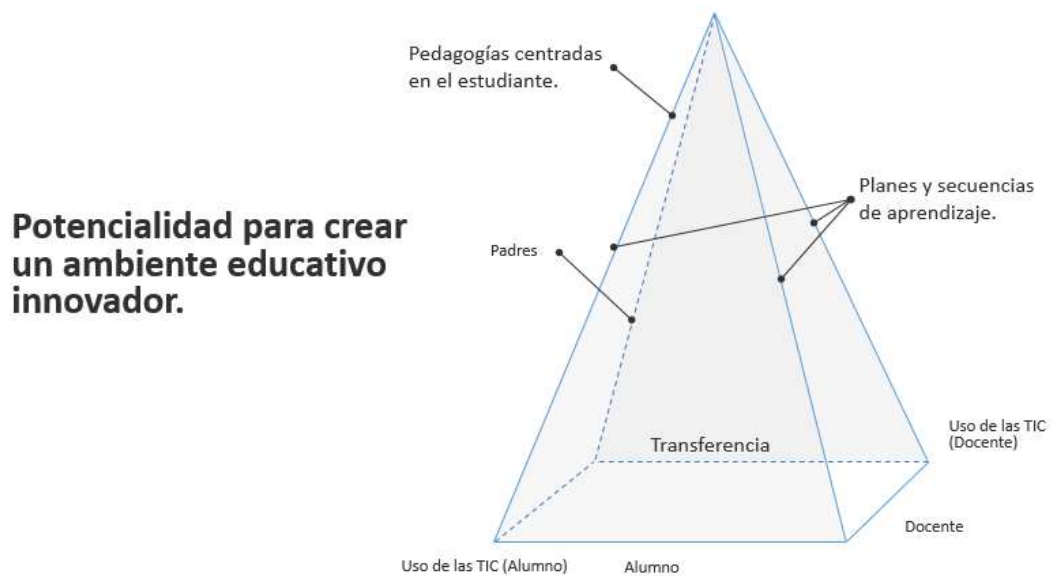 Potencialidad para crear
un ambiente educativo
innovador.
Pedagogías centradas
en el estudiante.
Planes y secuencias
de aprendizaje.
Padres
Transferencia
Uso de las TIC
(Docente)
Docente
Uso de las TIC (Alumno)
Alumno